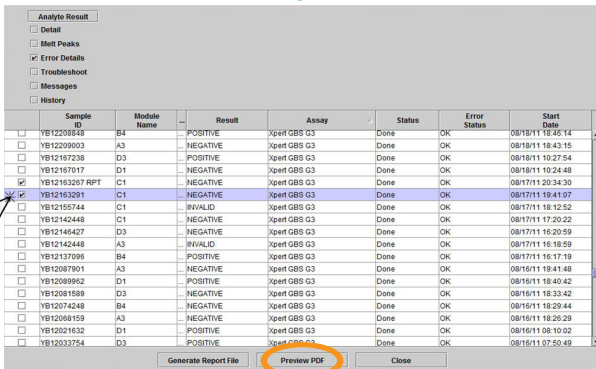 Analyte Result
Detail
Melt Peaks
Error Details
Troubleshoot
Messages
History
Sample ID Module Name ... Result Assay Status Error Status Start Date
YB12208848 B4 ... POSITIVE Xpert GBS G3 Done OK 08/18/11 18:46:14
YB12209003 A3 ... NEGATIVE Xpert GBS G3 Done OK 08/18/11 18:43:15
YB12167238 D3 ... POSITIVE Xpert GBS G3 Done OK 08/18/11 10:27:54
YB12167017 D1 ... NEGATIVE Xpert GBS G3 Done OK 08/18/11 10:24:48
YB12163267 RPT C1 ... NEGATIVE Xpert GBS G3 Done OK 08/17/11 20:34:30
YB12163291 C1 ... NEGATIVE Xpert GBS G3 Done OK 08/17/11 19:41:07
YB12155744 C1 ... INVALID Xpert GBS G3 Done OK 08/17/11 18:12:52
YB12142448 C1 ... NEGATIVE Xpert GBS G3 Done OK 08/17/11 17:20:22
YB12146427 D3 ... NEGATIVE Xpert GBS G3 Done OK 08/17/11 16:20:59
YB12142448 A3 ... INVALID Xpert GBS G3 Done OK 08/17/11 16:18:59
YB12137096 B4 ... POSITIVE Xpert GBS G3 Done OK 08/17/11 16:17:19
YB12087901 A3 ... NEGATIVE Xpert GBS G3 Done OK 08/16/11 19:41:48
YB12089962 D1 ... POSITIVE Xpert GBS G3 Done OK 08/16/11 18:40:42
YB12081589 D3 ... NEGATIVE Xpert GBS G3 Done OK 08/16/11 18:33:42
YB12074248 B4 ... NEGATIVE Xpert GBS G3 Done OK 08/16/11 18:29:44
YB12068159 A3 ... NEGATIVE Xpert GBS G3 Done OK 08/16/11 18:26:29
YB12021632 D1 ... POSITIVE Xpert GBS G3 Done OK 08/16/11 08:10:02
YB12033754 D3 ... POSITIVE Xpert GBS G3 Done OK 08/16/11 07:50:49
Generate Report File Preview PDF Close